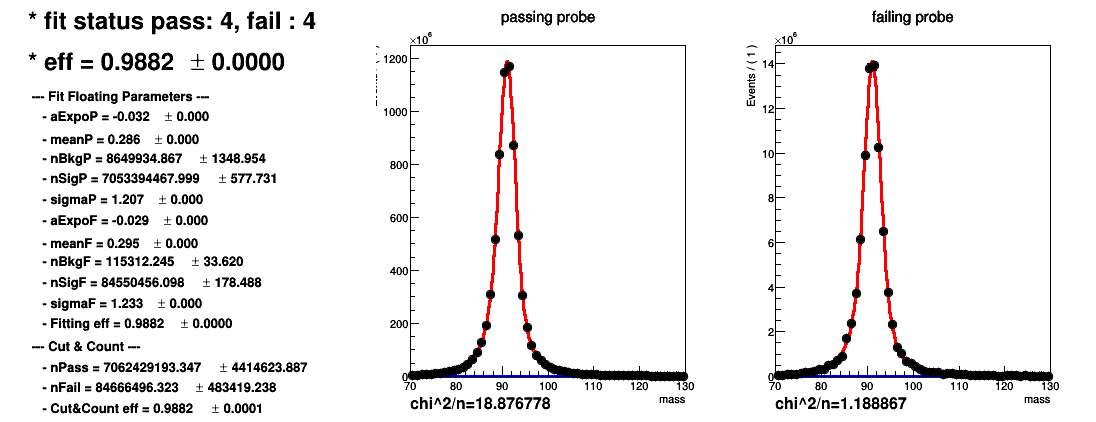 * fit status pass: 4, fail : 4
* eff = 0.9882 ± 0.0000
--- Fit Floating Parameters ---
- aExpoP = -0.032 ± 0.000
- meanP = 0.286 ± 0.000
- nBkgP = 8649934.867 ± 1348.954
- nSigP = 7053394467.999 ± 577.731
- sigmaP = 1.207 ± 0.000
- aExpoF = -0.029 ± 0.000
- meanF = 0.295 ± 0.000
- nBkgF = 115312.245 ± 33.620
- nSigF = 84550456.098 ± 178.488
- sigmaF = 1.233 ± 0.000
- Fitting eff = 0.9882 ± 0.0000
--- Cut & Count ---
- nPass = 7062429193.347 ± 4414623.887
- nFail = 84666496.323 ± 483419.238
- Cut&Count eff = 0.9882 ± 0.0001
passing probe
×10^6
1200
1000
800
600
400
200
0
70 80 90 100 110 120 130
mass
chi^2/n=18.876778
failing probe
×10^6
Events / ( 1 )
14
12
10
8
6
4
2
0
70 80 90 100 110 120 130
mass
chi^2/n=1.188867